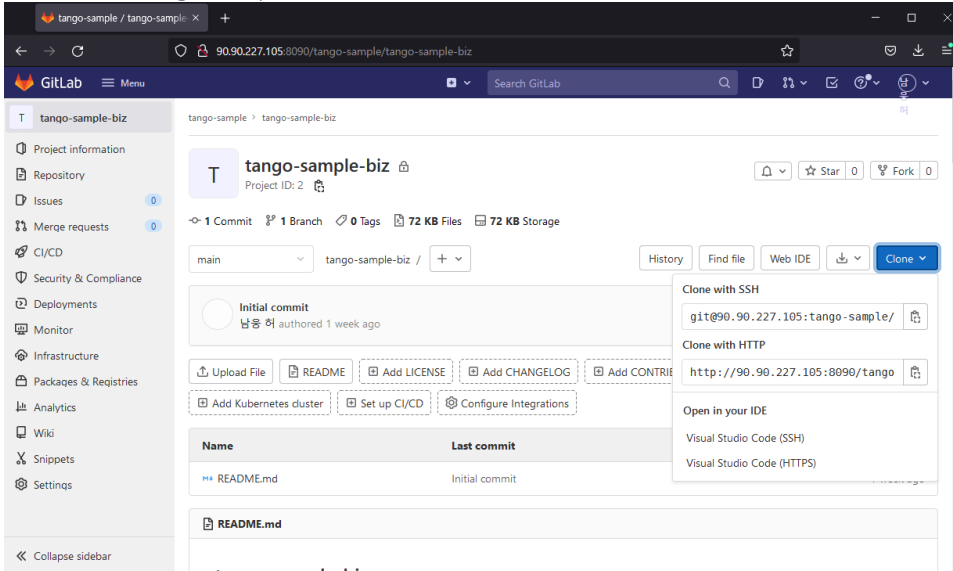 tango-sample / tango-sample
90.90.227.105:8090/tango-sample/tango-sample-biz
GitLab Menu Search GitLab
T tango-sample-biz
tango-sample > tango-sample-biz
Project information
Repository
Issues 0
Merge requests 0
CI/CD
Security & Compliance
Deployments
Monitor
Infrastructure
Packages & Registries
Analytics
Wiki
Snippets
Settings
Collapse sidebar
T tango-sample-biz
Project ID: 2
Star 0 Fork 0
1 Commit 1 Branch 0 Tags 72 KB Files 72 KB Storage
main tango-sample-biz / History Find file Web IDE Clone
Clone with SSH
git@90.90.227.105:tango-sample/
Clone with HTTP
http://90.90.227.105:8090/tango
Open in your IDE
Visual Studio Code (SSH)
Visual Studio Code (HTTPS)
Initial commit
남웅 허 authored 1 week ago
Upload File README Add LICENSE Add CHANGELOG Add CONTRIB
Add Kubernetes cluster Set up CI/CD Configure Integrations
Name Last commit
README.md Initial commit
README.md